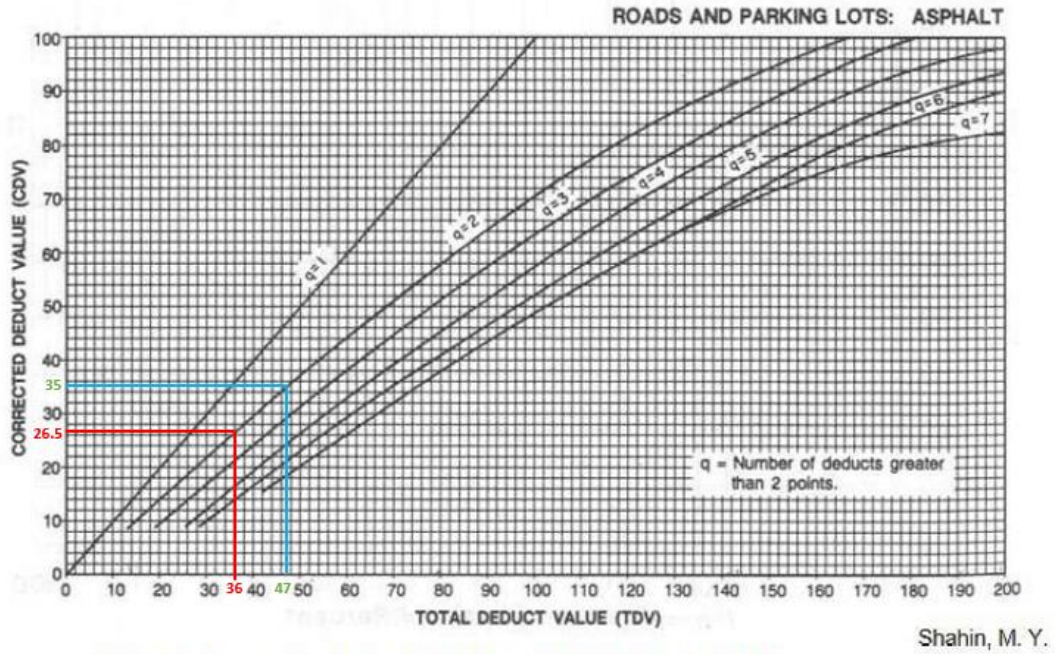 ROADS AND PARKING LOTS: ASPHALT
CORRECTED DEDUCT VALUE (CDV)
100
90
80
70
60
50
40
35
30
26.5
20
10
0
q=1
q=2
q=3
q=4
q=5
q=6
q=7
q = Number of deducts greater
than 2 points.
0 10 20 30 36 40 47 50 60 70 80 90 100 110 120 130 140 150 160 170 180 190 200
TOTAL DEDUCT VALUE (TDV)
Shahin, M. Y.